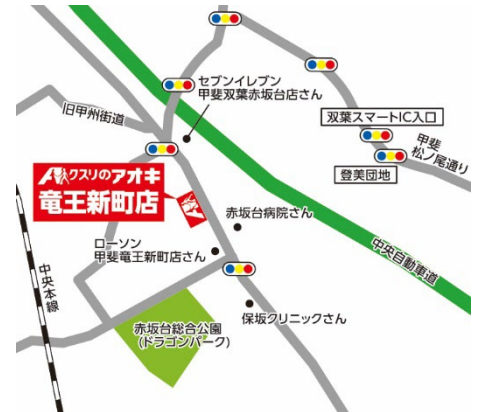 セブンイレブン
甲斐双葉赤坂台店さん
旧甲州街道
双葉スマートIC入口
甲斐
松ノ尾通り
登美団地
クスリのアオキ
竜王新町店
赤坂台病院さん
ローソン
甲斐竜王新町店さん
中央自動車道
中央本線
保坂クリニックさん
赤坂台総合公園
(ドラゴンパーク)